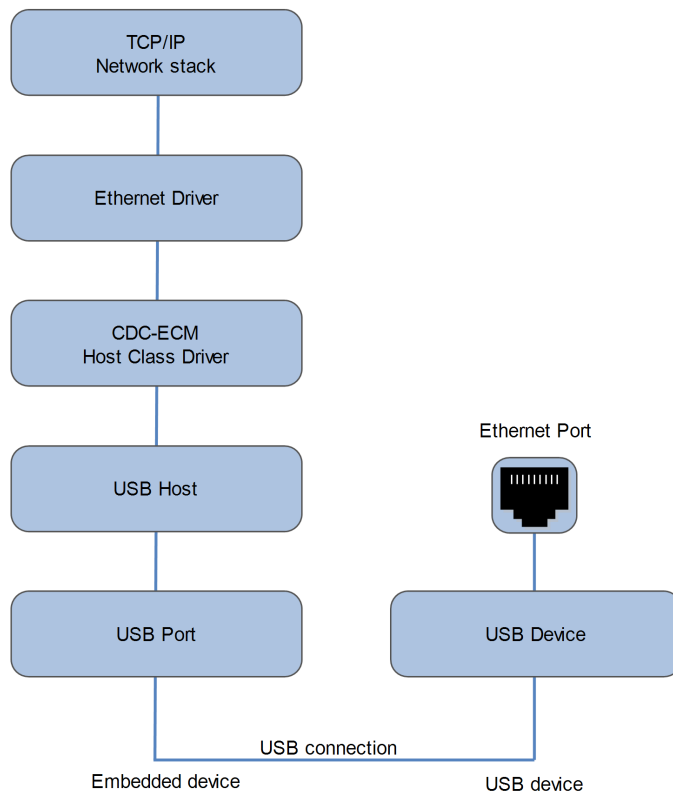 TCP/IP
Network stack
Ethernet Driver
CDC-ECM
Host Class Driver
USB Host
USB Port
Ethernet Port
USB Device
USB connection
Embedded device
USB device